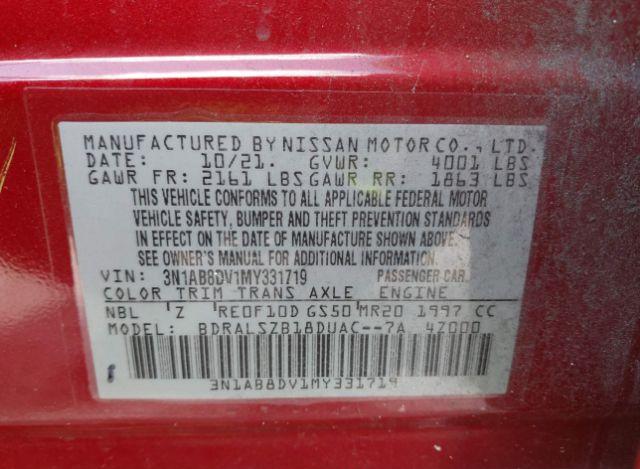 MANUFACTURED BY NISSAN MOTOR CO., LTD.
DATE: 10/21. GVWR: 4001 LBS
GAWR FR: 2161 LBS GAWR RR: 1863 LBS
THIS VEHICLE CONFORMS TO ALL APPLICABLE FEDERAL MOTOR
VEHICLE SAFETY, BUMPER AND THEFT PREVENTION STANDARDS
IN EFFECT ON THE DATE OF MANUFACTURE SHOWN ABOVE.
SEE OWNER'S MANUAL FOR ADDITIONAL INFORMATION.
VIN: 3N1AB8DV1MY331719 PASSENGER CAR.
COLOR TRIM TRANS AXLE ENGINE
NBL Z RE0F10D GS50 MR20 1997 CC
BDRALSZB18DUAC--7A 4Z000
3N1AB8DV1MY331719